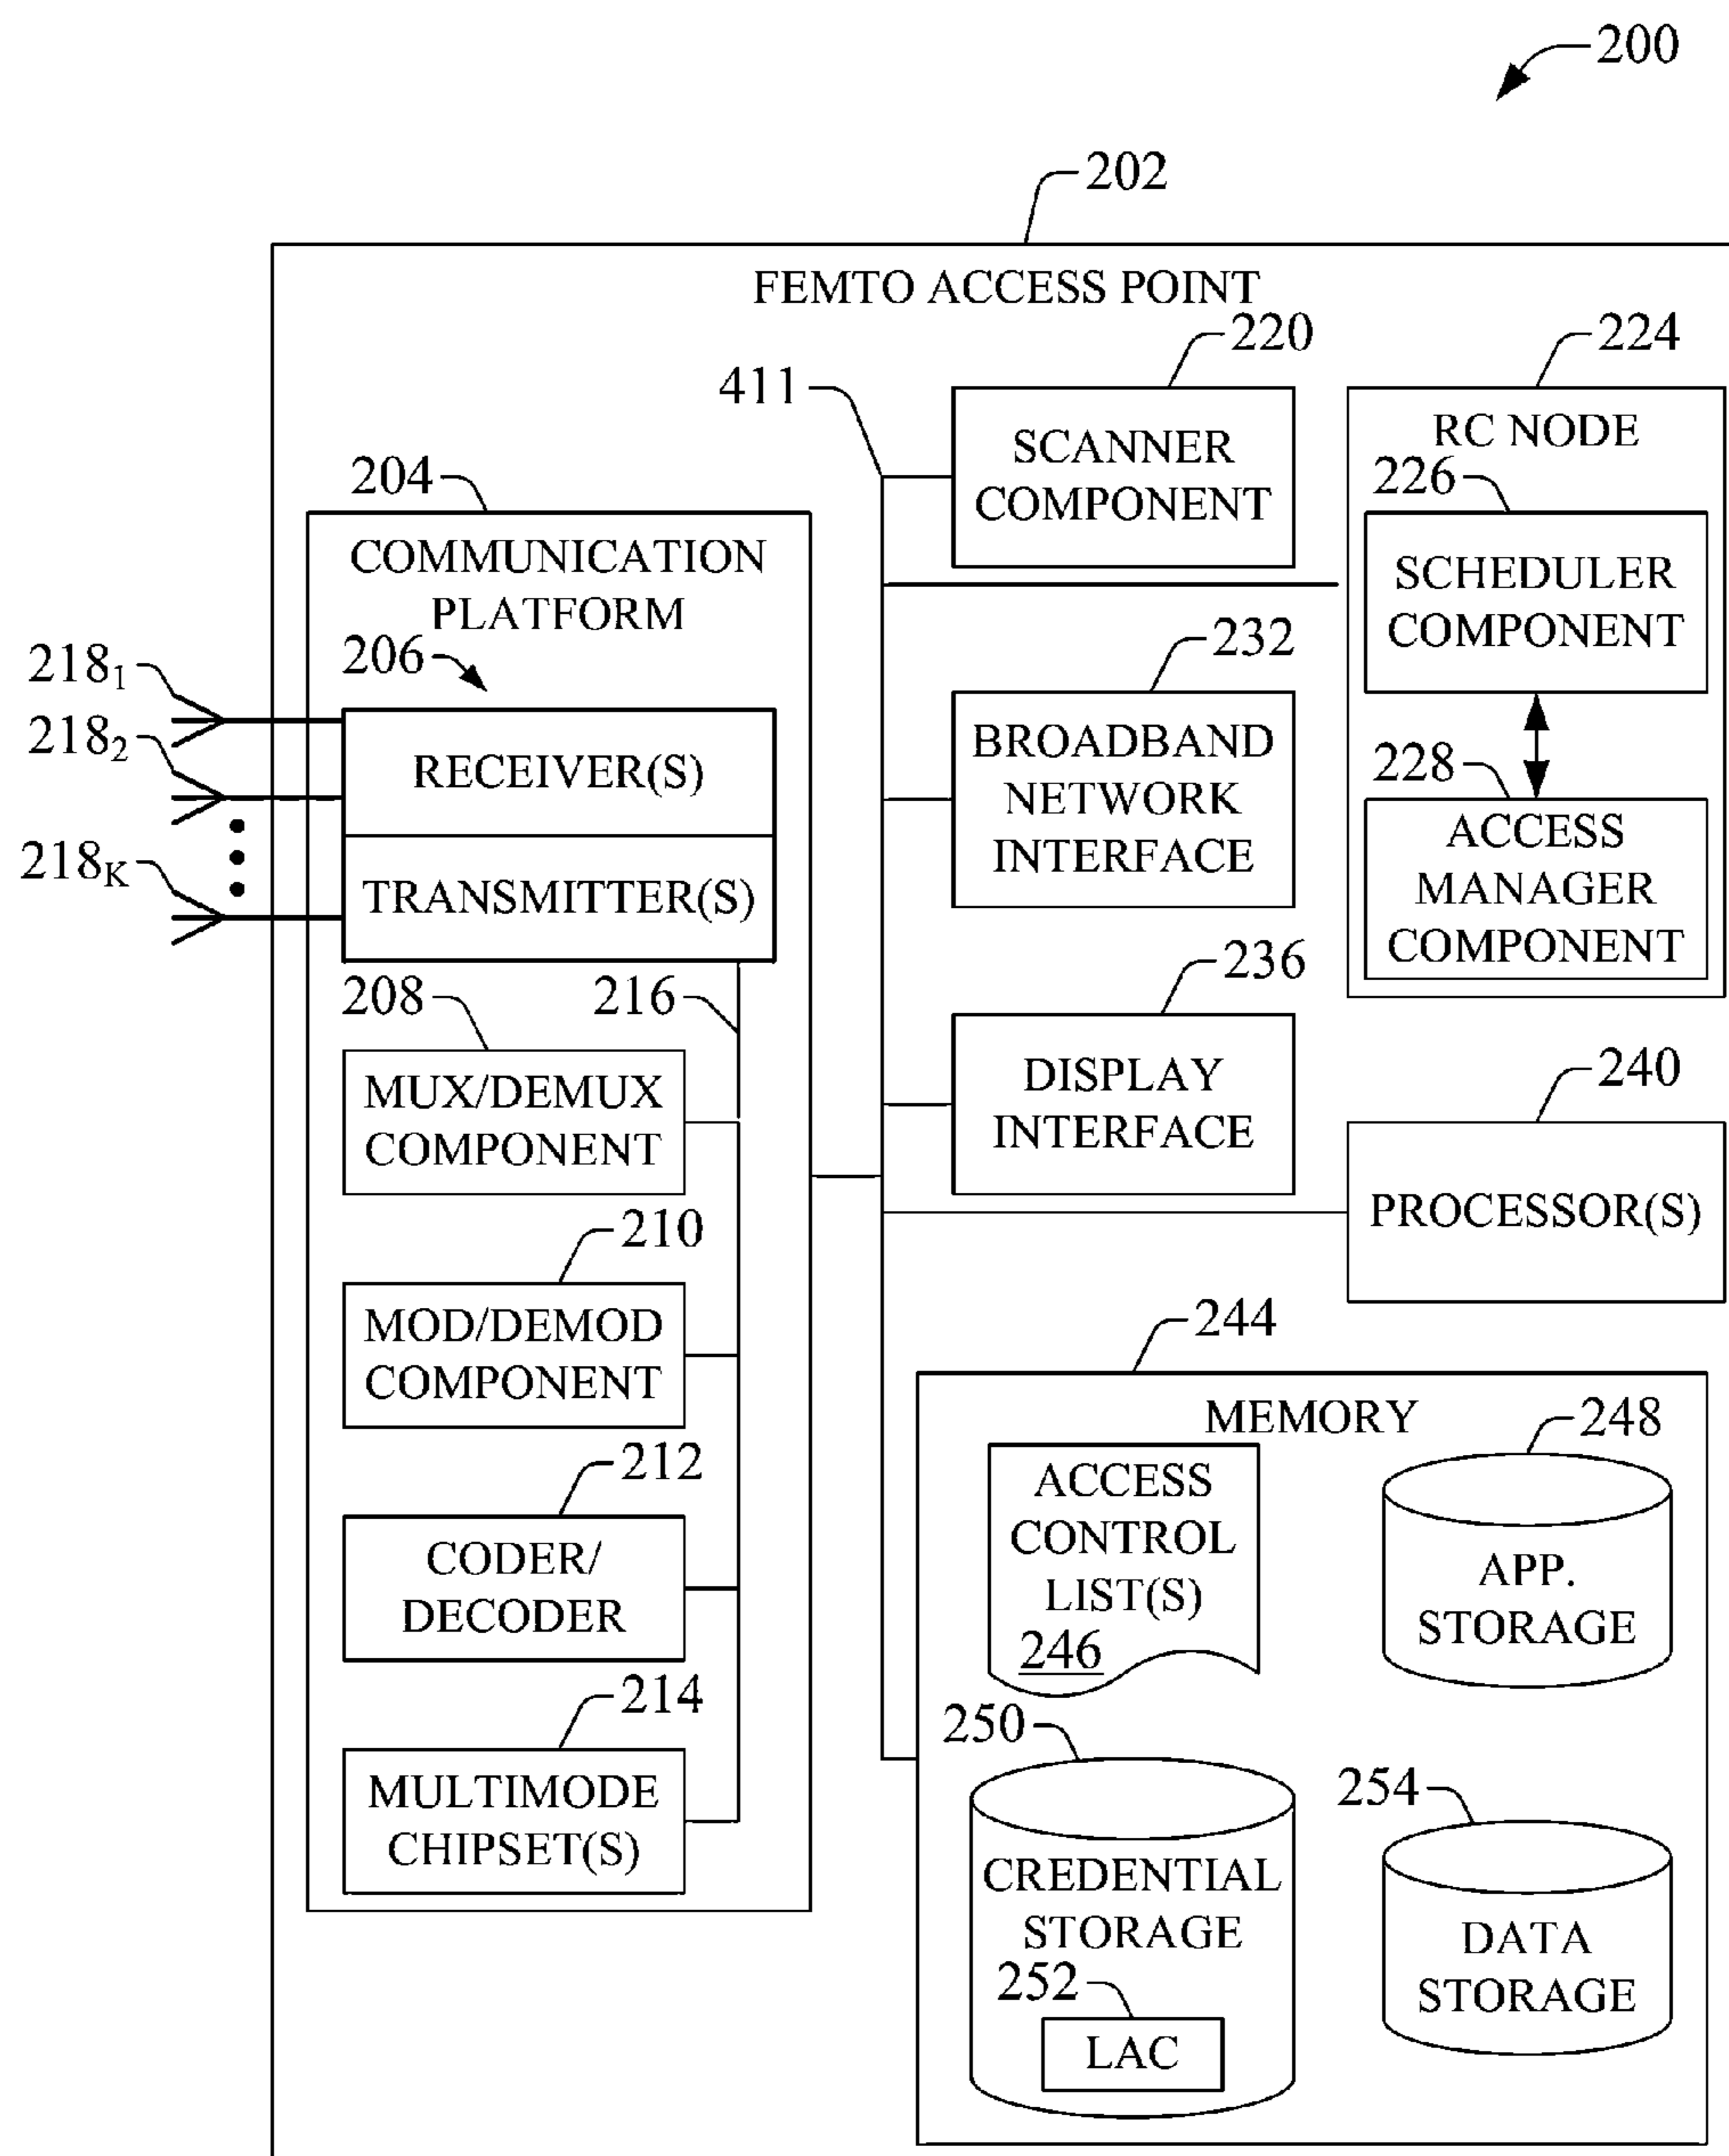 200
202
FEMTO ACCESS POINT
220
224
411
SCANNER
COMPONENT
RC NODE
226
SCHEDULER
COMPONENT
204
COMMUNICATION
PLATFORM
206
218₁
218₂
218K
RECEIVER(S)
TRANSMITTER(S)
232
BROADBAND
NETWORK
INTERFACE
228
ACCESS
MANAGER
COMPONENT
208
216
MUX/DEMUX
COMPONENT
236
DISPLAY
INTERFACE
240
PROCESSOR(S)
210
MOD/DEMOD
COMPONENT
212
CODER/
DECODER
214
MULTIMODE
CHIPSET(S)
244
MEMORY
ACCESS
CONTROL
LIST(S)
246
248
APP.
STORAGE
250
CREDENTIAL
STORAGE
252
LAC
254
DATA
STORAGE